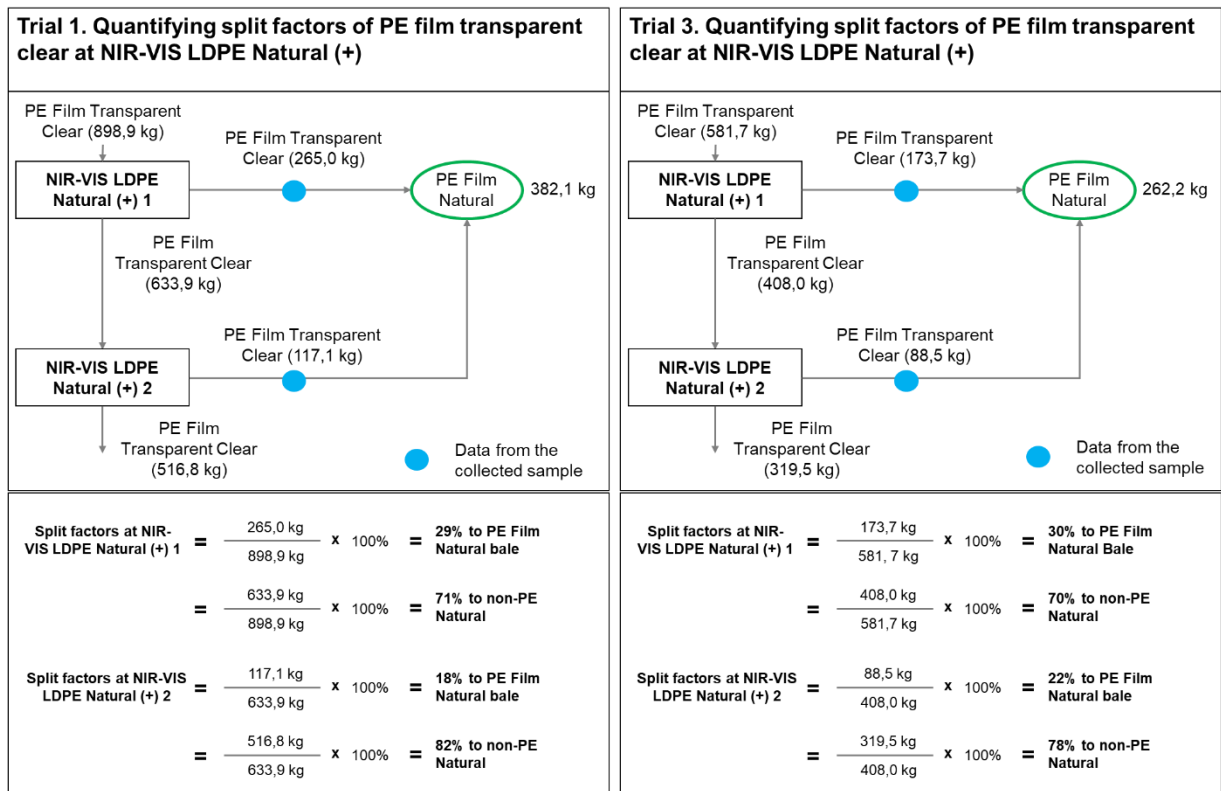 Trial 1. Quantifying split factors of PE film transparent
clear at NIR-VIS LDPE Natural (+)
PE Film Transparent
Clear (898,9 kg)
PE Film Transparent
Clear (265,0 kg)
NIR-VIS LDPE
Natural (+) 1
PE Film
Natural
382,1 kg
PE Film
Transparent Clear
(633,9 kg)
PE Film Transparent
Clear (117,1 kg)
NIR-VIS LDPE
Natural (+) 2
PE Film
Transparent Clear
(516,8 kg)
Data from the
collected sample
Split factors at NIR-
VIS LDPE Natural (+) 1
=
265,0 kg
898,9 kg
x 100%
=
29% to PE Film
Natural bale
=
633,9 kg
898,9 kg
x 100%
=
71% to non-PE
Natural
Split factors at NIR-VIS
LDPE Natural (+) 2
=
117,1 kg
633,9 kg
x 100%
=
18% to PE Film
Natural bale
=
516,8 kg
633,9 kg
x 100%
=
82% to non-PE
Natural
Trial 3. Quantifying split factors of PE film transparent
clear at NIR-VIS LDPE Natural (+)
PE Film Transparent
Clear (581,7 kg)
PE Film Transparent
Clear (173,7 kg)
NIR-VIS LDPE
Natural (+) 1
PE Film
Natural
262,2 kg
PE Film
Transparent Clear
(408,0 kg)
PE Film Transparent
Clear (88,5 kg)
NIR-VIS LDPE
Natural (+) 2
PE Film
Transparent Clear
(319,5 kg)
Data from the
collected sample
Split factors at NIR-
VIS LDPE Natural (+) 1
=
173,7 kg
581, 7 kg
x 100%
=
30% to PE Film
Natural Bale
=
408,0 kg
581,7 kg
x 100%
=
70% to non-PE
Natural
Split factors at NIR-VIS
LDPE Natural (+) 2
=
88,5 kg
408,0 kg
x 100%
=
22% to PE Film
Natural bale
=
319,5 kg
408,0 kg
x 100%
=
78% to non-PE
Natural